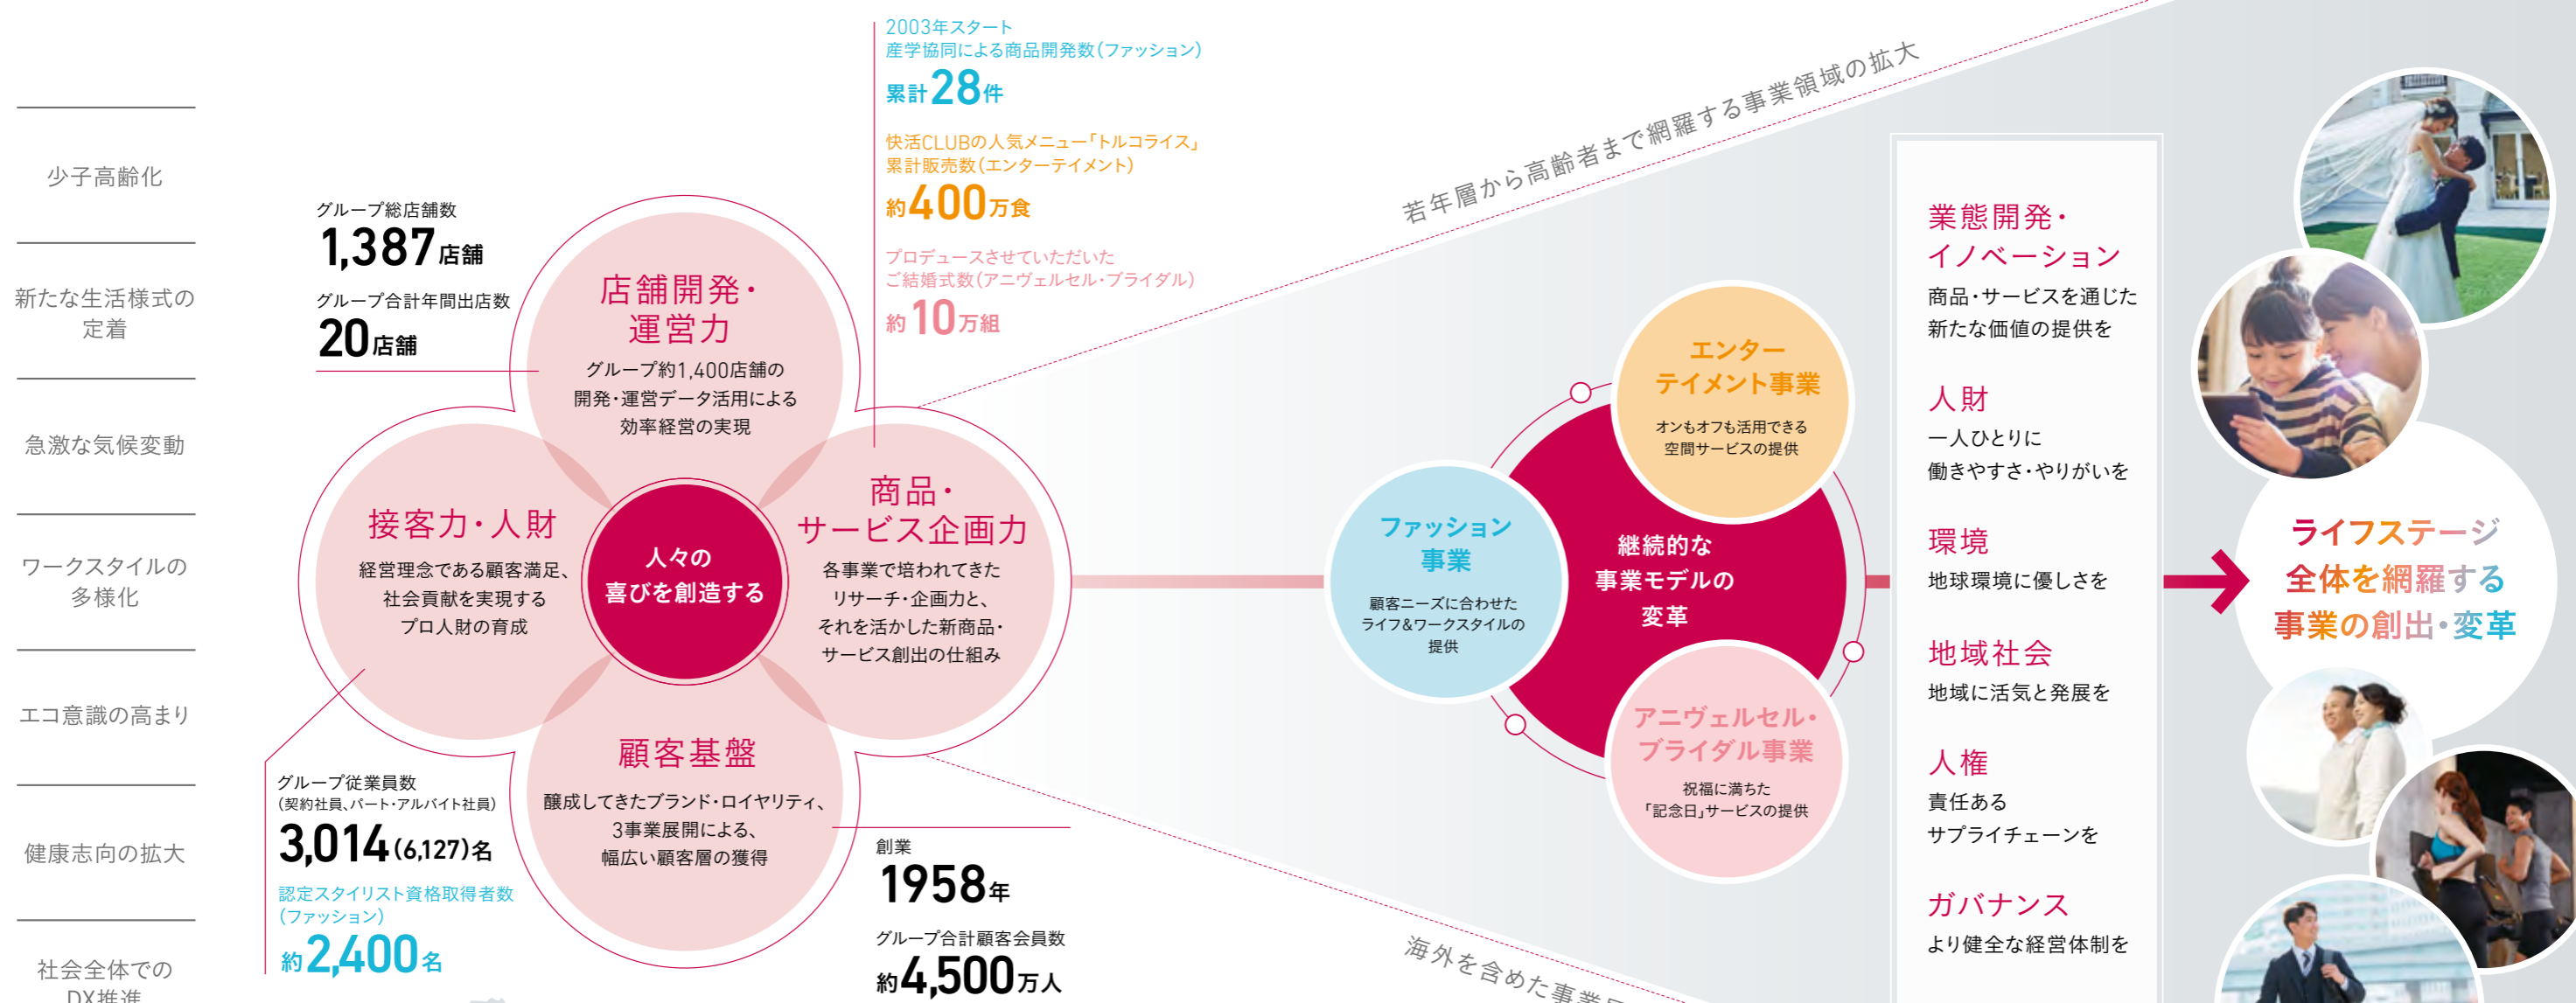 少子高齢化
新たな生活様式の
定着
急激な気候変動
ワークスタイルの
多様化
エコ意識の高まり
健康志向の拡大
社会全体での
DX推進
グループ総店舗数
1,387店舗
グループ合計年間出店数
20店舗
店舗開発・
運営力
グループ約1,400店舗の
開発・運営データ活用による
効率経営の実現
接客力・人財
経営理念である顧客満足、
社会貢献を実現する
プロ人財の育成
人々の
喜びを創造する
商品・
サービス企画力
各事業で培われてきた
リサーチ・企画力と、
それを活かした新商品・
サービス創出の仕組み
顧客基盤
醸成してきたブランド・ロイヤリティ、
3事業展開による、
幅広い顧客層の獲得
グループ従業員数
(契約社員、パート・アルバイト社員)
3,014(6,127)名
認定スタイリスト資格取得者数
(ファッション)
約2,400名
創業
1958年
グループ合計顧客会員数
約4,500万人
2003年スタート
産学協同による商品開発数(ファッション)
累計28件
快活CLUBの人気メニュー「トルコライス」
累計販売数(エンターテイメント)
約400万食
プロデュースさせていただいた
ご結婚式数(アニヴェルセル・ブライダル)
約10万組
若年層から高齢者まで網羅する事業領域の拡大
海外を含めた事業
エンター
テイメント事業
オンもオフも活用できる
空間サービスの提供
ファッション
事業
顧客ニーズに合わせた
ライフ&ワークスタイルの
提供
継続的な
事業モデルの
変革
アニヴェルセル・
ブライダル事業
祝福に満ちた
「記念日」サービスの提供
業態開発・
イノベーション
商品・サービスを通じた
新たな価値の提供を
人財
一人ひとりに
働きやすさ・やりがいを
環境
地球環境に優しさを
地域社会
地域に活気と発展を
人権
責任ある
サプライチェーンを
ガバナンス
より健全な経営体制を
ライフステージ
全体を網羅する
事業の創出・変革